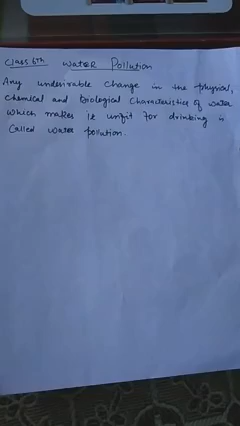 Class 6th Water Pollution
Any undesirable change in the physical,
chemical and Biological characteristics of water
which makes it unfit for drinking is
called water pollution.